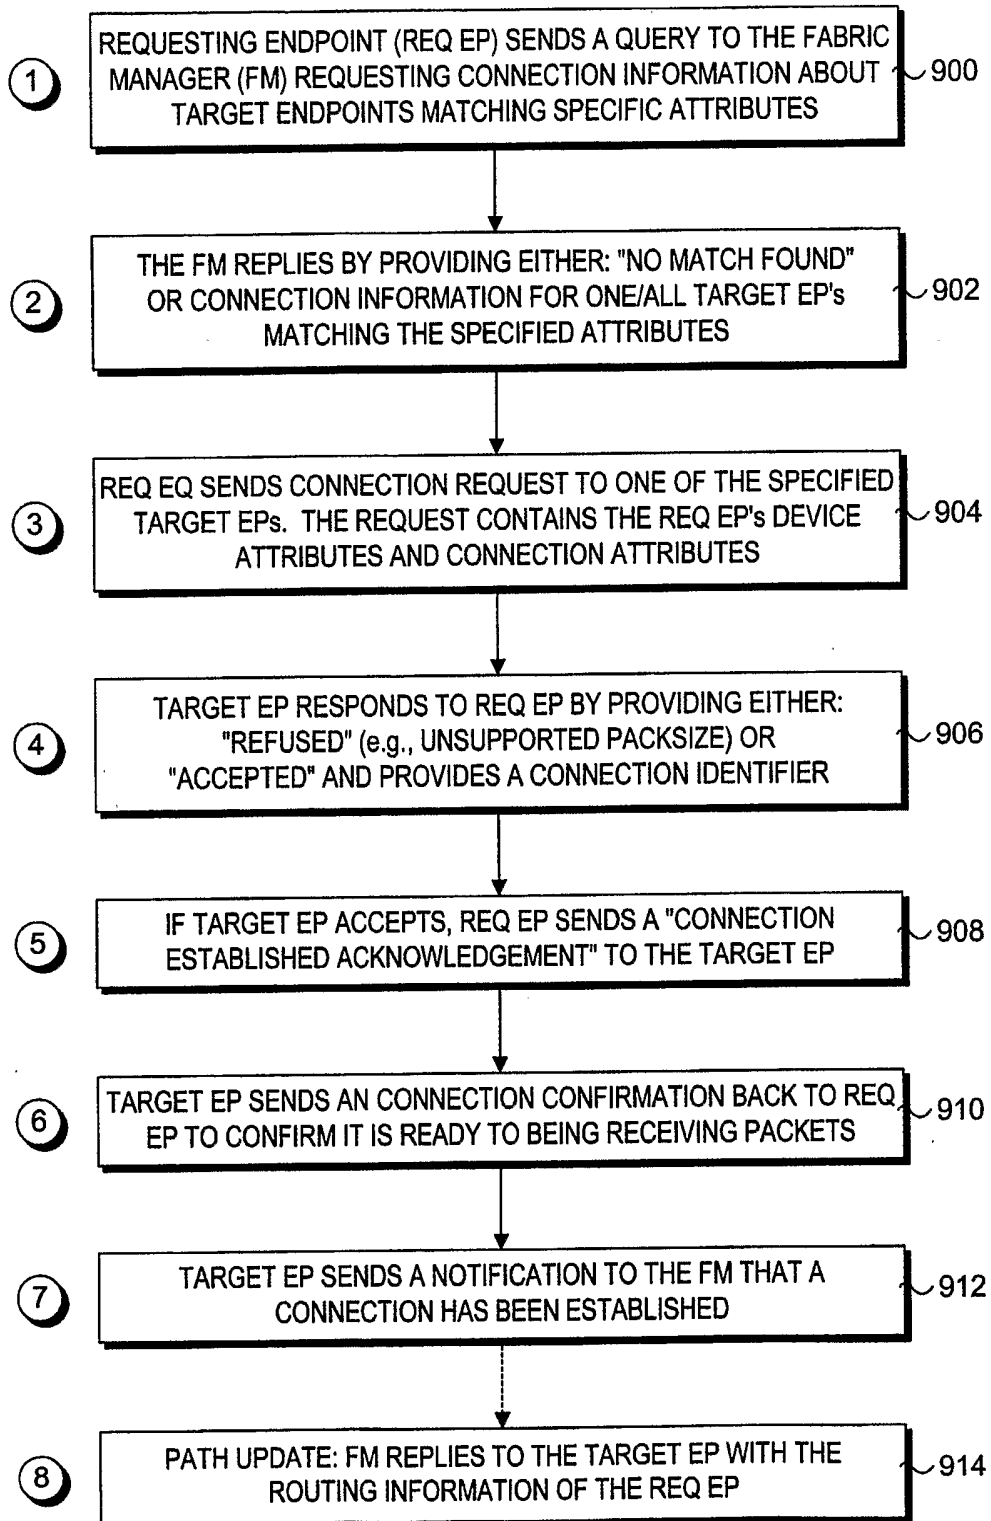 1
REQUESTING ENDPOINT (REQ EP) SENDS A QUERY TO THE FABRIC
MANAGER (FM) REQUESTING CONNECTION INFORMATION ABOUT
TARGET ENDPOINTS MATCHING SPECIFIC ATTRIBUTES
900
2
THE FM REPLIES BY PROVIDING EITHER: "NO MATCH FOUND"
OR CONNECTION INFORMATION FOR ONE/ALL TARGET EP's
MATCHING THE SPECIFIED ATTRIBUTES
902
3
REQ EQ SENDS CONNECTION REQUEST TO ONE OF THE SPECIFIED
TARGET EPs. THE REQUEST CONTAINS THE REQ EP's DEVICE
ATTRIBUTES AND CONNECTION ATTRIBUTES
904
4
TARGET EP RESPONDS TO REQ EP BY PROVIDING EITHER:
"REFUSED" (e.g., UNSUPPORTED PACKSIZE) OR
"ACCEPTED" AND PROVIDES A CONNECTION IDENTIFIER
906
5
IF TARGET EP ACCEPTS, REQ EP SENDS A "CONNECTION
ESTABLISHED ACKNOWLEDGEMENT" TO THE TARGET EP
908
6
TARGET EP SENDS AN CONNECTION CONFIRMATION BACK TO REQ
EP TO CONFIRM IT IS READY TO BEING RECEIVING PACKETS
910
7
TARGET EP SENDS A NOTIFICATION TO THE FM THAT A
CONNECTION HAS BEEN ESTABLISHED
912
8
PATH UPDATE: FM REPLIES TO THE TARGET EP WITH THE
ROUTING INFORMATION OF THE REQ EP
914